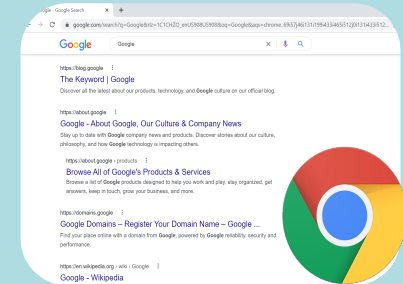 gle - Google Search
google.com/search?q=Google
Google
Google
https://blog.google
The Keyword | Google
Discover all the latest about our products, technology, and Google culture on our official blog.
https://about.google
Google - About Google, Our Culture & Company News
Stay up to date with Google company news and products. Discover stories about our culture,
philosophy, and how Google technology is impacting others.
https://about.google › products
Browse All of Google's Products & Services
Browse a list of Google products designed to help you work and play, stay organized, get
answers, keep in touch, grow your business, and more.
https://domains.google
Google Domains – Register Your Domain Name – Google ...
Find your place online with a domain from Google, powered by Google reliability, security and
performance.
https://en.wikipedia.org › wiki › Google
Google - Wikipedia